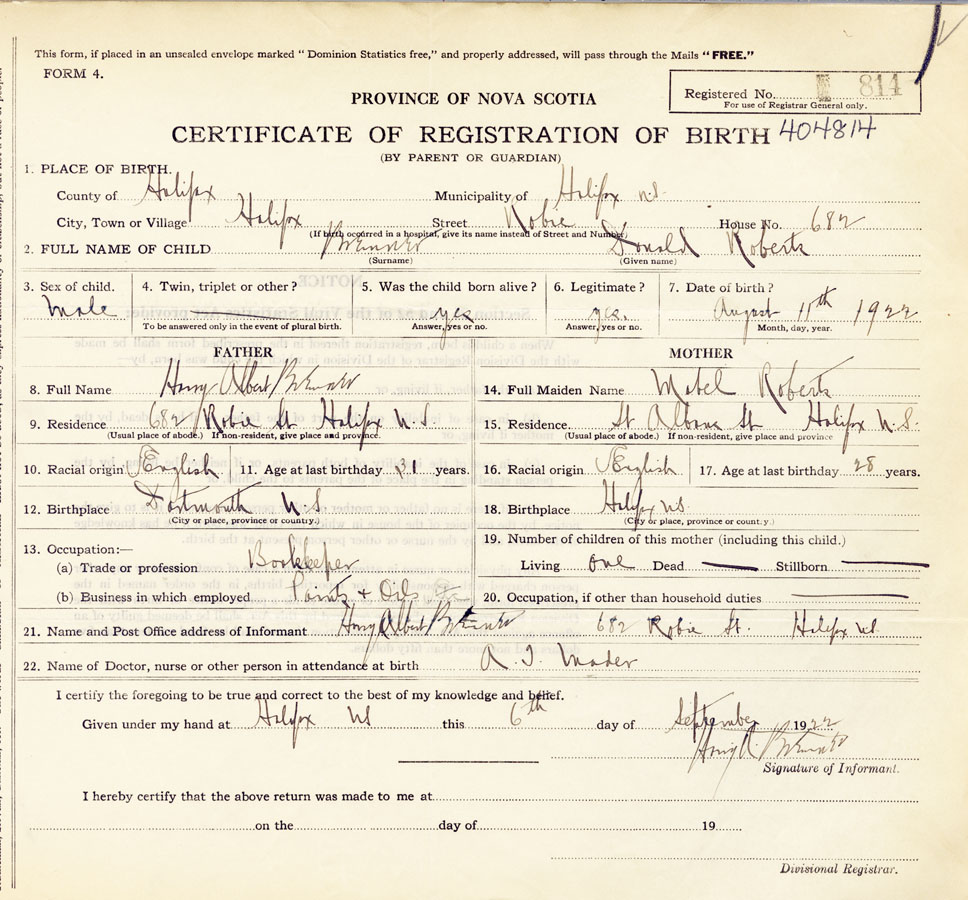 This form, if placed in an unsealed envelope marked "Dominion Statistics free," and properly addressed, will pass through the Mails "FREE."
FORM 4.
Registered No. 814
For use of Registrar General only.
PROVINCE OF NOVA SCOTIA
CERTIFICATE OF REGISTRATION OF BIRTH 404814
(BY PARENT OR GUARDIAN)
1. PLACE OF BIRTH.
County of Halifax Municipality of Halifax N.S.
City, Town or Village Halifax Street Robie House No. 682
(If birth occurred in a hospital, give its name instead of Street and Number)
2. FULL NAME OF CHILD Donald Roberts
(Surname) (Given name)
3. Sex of child. 4. Twin, triplet or other? 5. Was the child born alive? 6. Legitimate? 7. Date of birth?
Male yes yes. August 11th 1922
To be answered only in the event of plural birth. Answer, yes or no. Answer, yes or no. Month, day, year.
FATHER MOTHER
8. Full Name Harry Albert 14. Full Maiden Name Mabel Roberts
9. Residence 682 Robie St Halifax N.S. 15. Residence St Albans St Halifax N.S.
(Usual place of abode.) If non-resident, give place and province. (Usual place of abode.) If non-resident, give place and province
10. Racial origin English 11. Age at last birthday 31 years. 16. Racial origin English 17. Age at last birthday 28 years.
12. Birthplace Dartmouth N.S 18. Birthplace Halifax N.S.
(City or place, province or country.) (City or place, province or country.)
13. Occupation:— 19. Number of children of this mother (including this child.)
(a) Trade or profession Bookkeeper Living One Dead Stillborn
(b) Business in which employed Paints & Oils 20. Occupation, if other than household duties
21. Name and Post Office address of Informant Harry Albert 682 Robie St. Halifax N.S.
22. Name of Doctor, nurse or other person in attendance at birth A. I. Mader
I certify the foregoing to be true and correct to the best of my knowledge and belief.
Given under my hand at Halifax NS this 6th day of September 1922
Harry A.
Signature of Informant.
I hereby certify that the above return was made to me at
on the day of 19
Divisional Registrar.